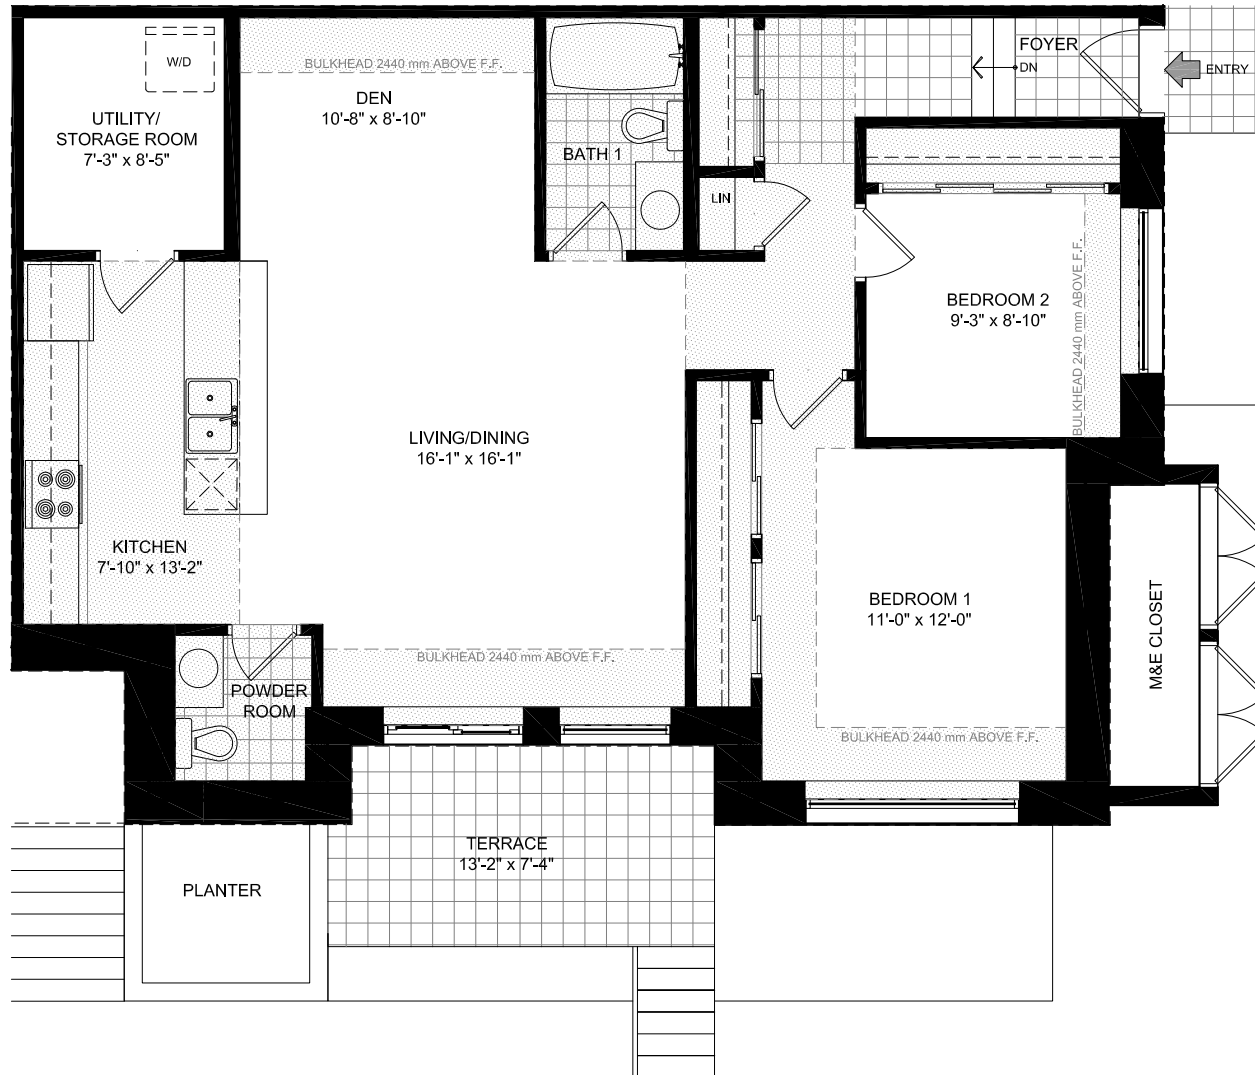 BULKHEAD 2440 mm ABOVE F.F.
W/D
UTILITY/
STORAGE ROOM
7'-3" x 8'-5"
DEN
10'-8" x 8'-10"
BATH 1
LIN
FOYER
DN
ENTRY
BEDROOM 2
9'-3" x 8'-10"
BULKHEAD 2440 mm ABOVE F.F.
LIVING/DINING
16'-1" x 16'-1"
KITCHEN
7'-10" x 13'-2"
BEDROOM 1
11'-0" x 12'-0"
M&E CLOSET
BULKHEAD 2440 mm ABOVE F.F.
POWDER
ROOM
BULKHEAD 2440 mm ABOVE F.F.
TERRACE
13'-2" x 7'-4"
PLANTER